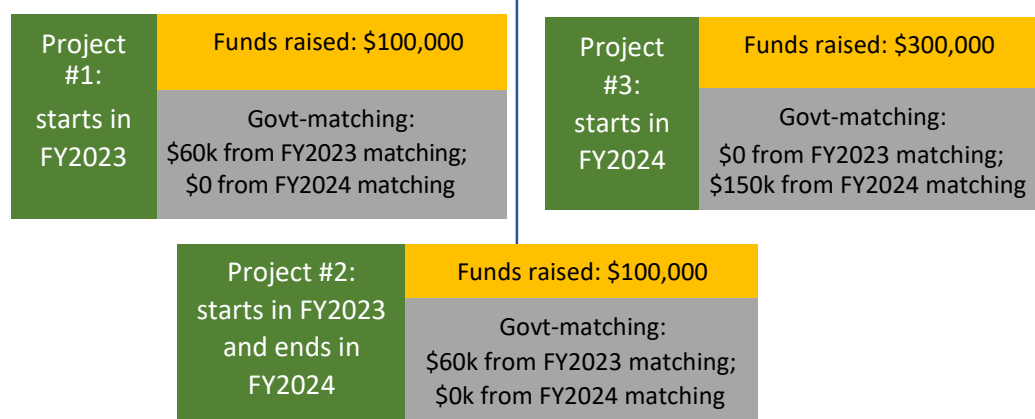 Project
#1:
starts in
FY2023
Funds raised: $100,000
Govt-matching:
$60k from FY2023 matching;
$0 from FY2024 matching
Project
#3:
starts in
FY2024
Funds raised: $300,000
Govt-matching:
$0 from FY2023 matching;
$150k from FY2024 matching
Project #2:
starts in FY2023
and ends in
FY2024
Funds raised: $100,000
Govt-matching:
$60k from FY2023 matching;
$0k from FY2024 matching